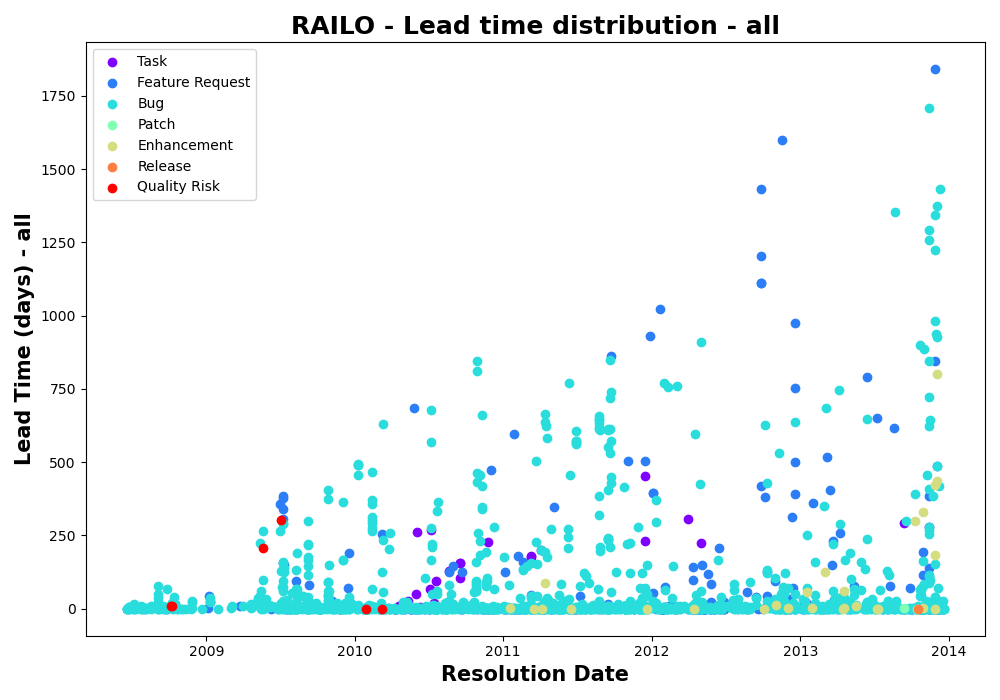 RAILO - Lead time distribution - all
Task
Feature Request
Bug
Patch
Enhancement
Release
Quality Risk
Lead Time (days) - all
1750
1500
1250
1000
750
500
250
0
2009
2010
2011
2012
2013
2014
Resolution Date